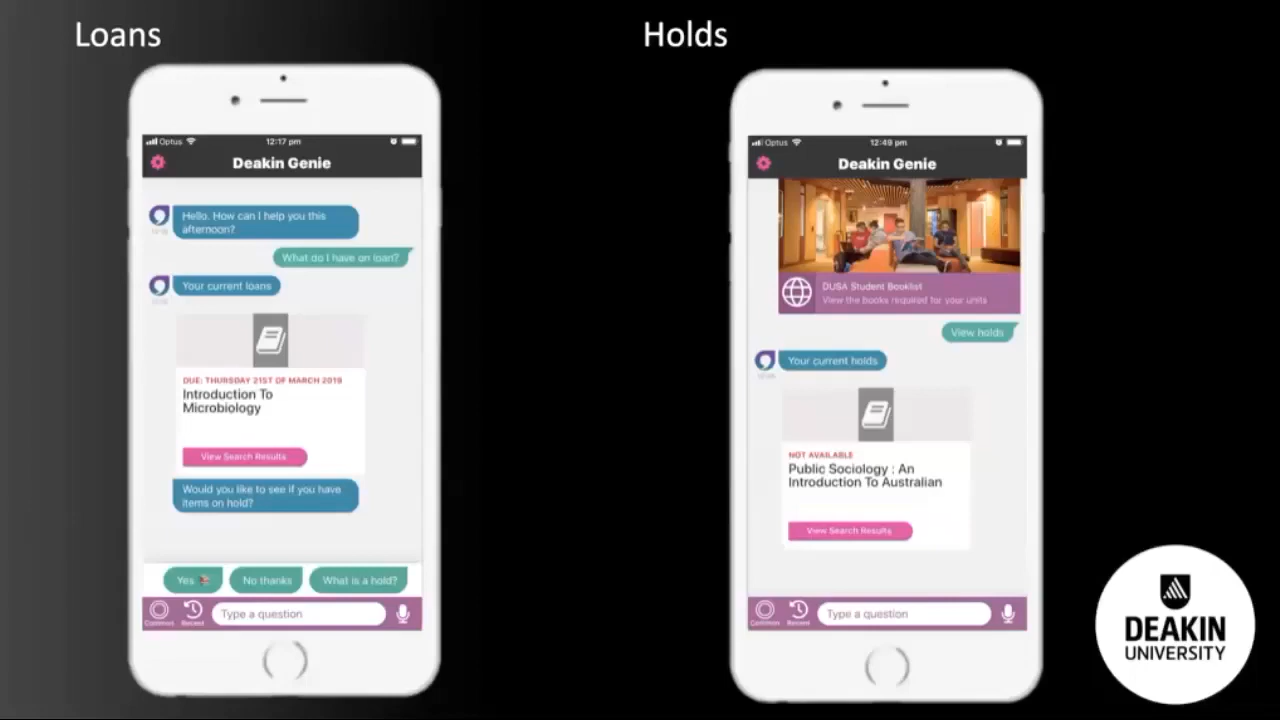 Loans
Optus
12:17 pm
Deakin Genie
Hello. How can I help you this
afternoon?
What do I have on loan?
Your current loans
DUE: THURSDAY 21ST OF MARCH 2019
Introduction To
Microbiology
View Search Results
Would you like to see if you have
items on hold?
Yes
No thanks
What is a hold?
Common
Recent
Type a question
Holds
Optus
12:49 pm
Deakin Genie
DUSA Student Booklist
View the books required for your units
View holds
Your current holds
NOT AVAILABLE
Public Sociology : An
Introduction To Australian
View Search Results
Common
Recent
Type a question
DEAKIN
UNIVERSITY